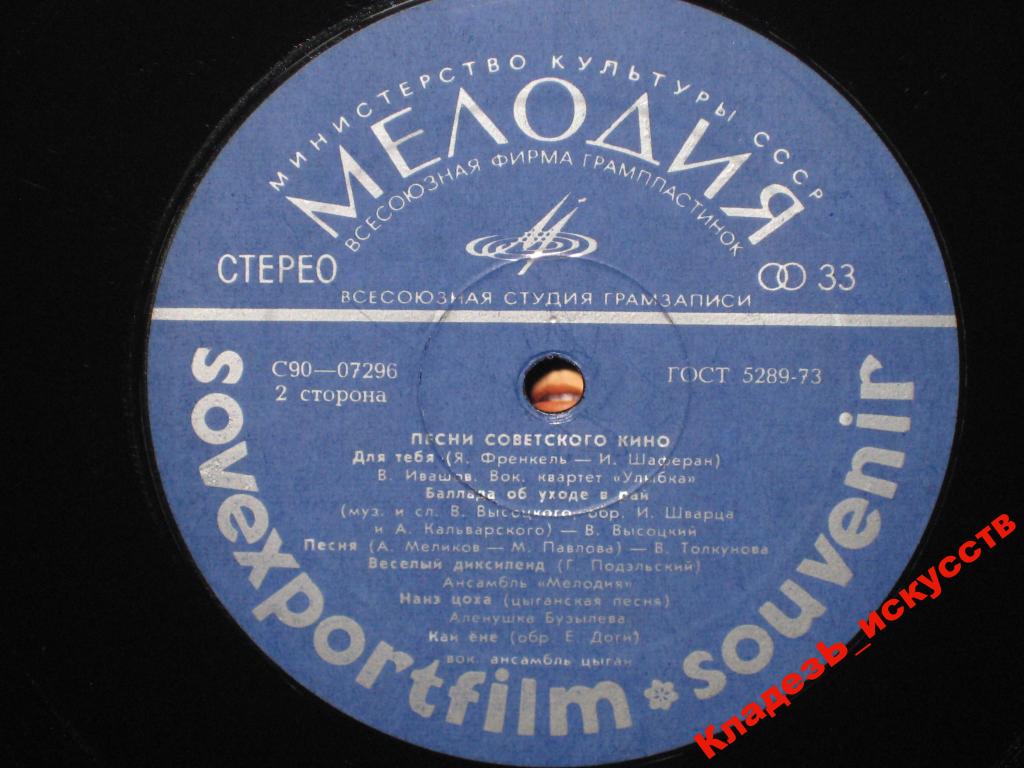 МИНИСТЕРСТВО КУЛЬТУРЫ СССР
МЕЛОДИЯ
ВСЕСОЮЗНАЯ ФИРМА ГРАМПЛАСТИНОК
СТЕРЕО
33
ВСЕСОЮЗНАЯ СТУДИЯ ГРАМЗАПИСИ
С90—07296
2 сторона
ГОСТ 5289-73
ПЕСНИ СОВЕТСКОГО КИНО
Для тебя (Я. Френкель — И. Шаферан)
В. Ивашов. Вок. квартет «Улыбка»
Баллада об уходе в рай
(муз. и сл. В. Высоцкого, обр. И. Шварца
и А. Кальварского) — В. Высоцкий
Песня (А. Меликов — М. Павлова) — В. Толкунова
Веселый диксиленд (Г. Подэльский)
Ансамбль «Мелодия»
Нанэ цоха (цыганская песня)
Аленушка Бузылева
Кай ёне (обр. Е. Доги)
вок. ансамбль цыган
sovexportfilm souvenir
Кладезь_искусств